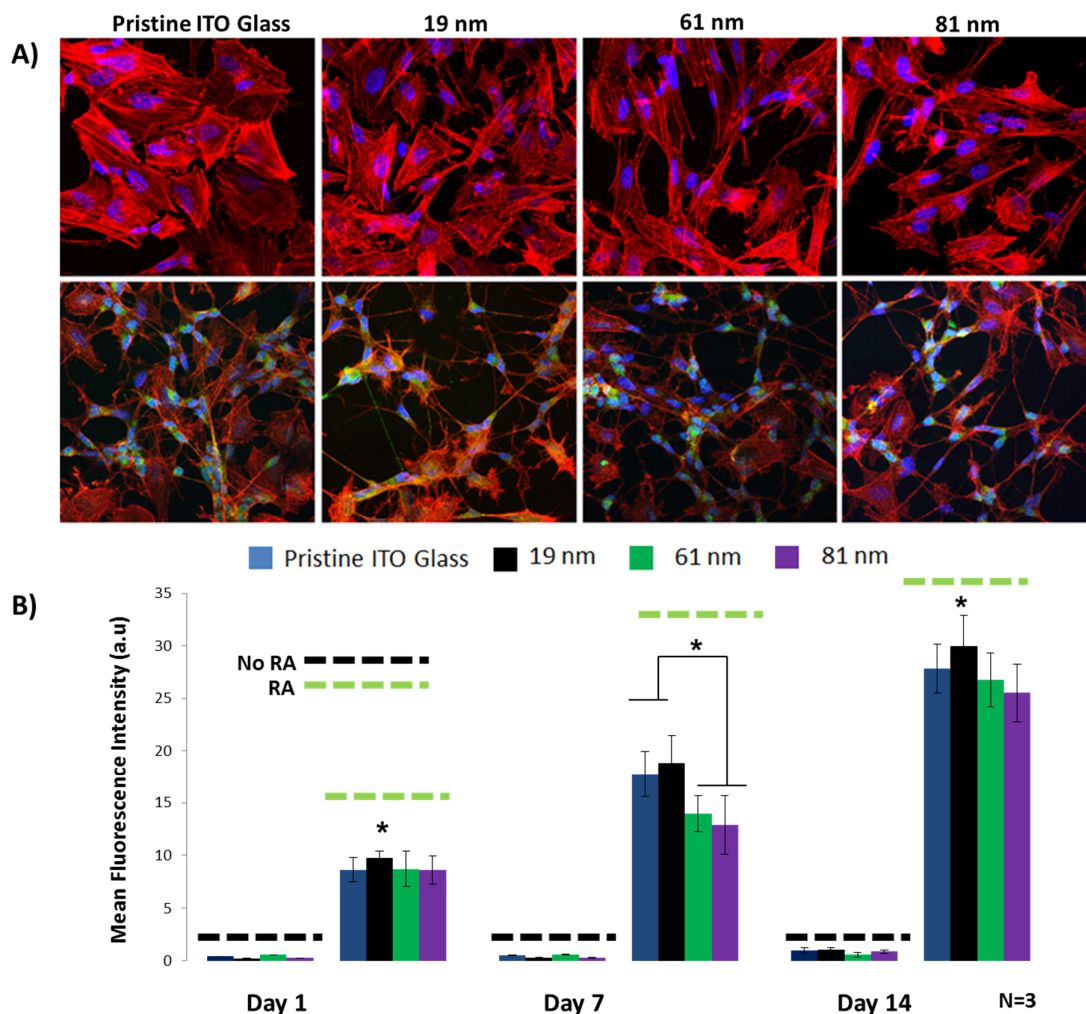 Pristine ITO Glass 19 nm 61 nm 81 nm
A)
Pristine ITO Glass 19 nm 61 nm 81 nm
B)
Mean Fluorescence Intensity (a.u)
35
30
25
20
15
10
5
0
No RA
RA
*
*
*
Day 1 Day 7 Day 14 N=3